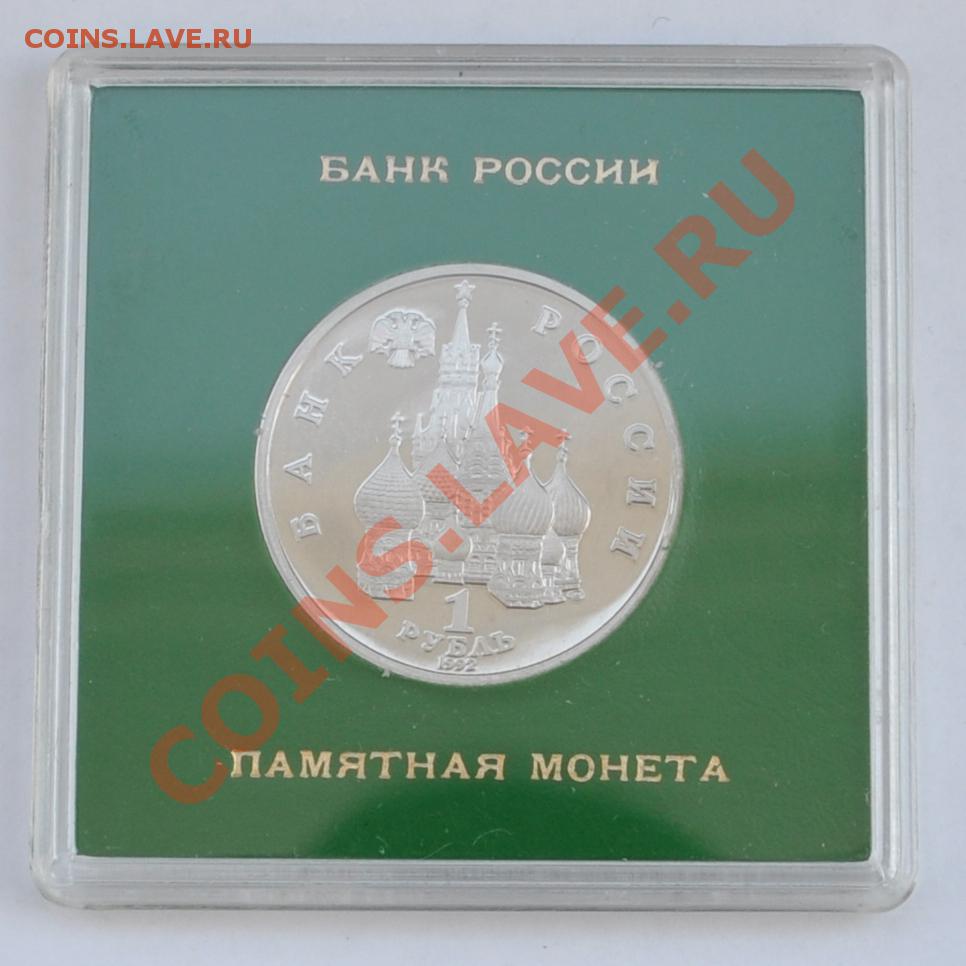 COINS.LAVE.RU
БАНК РОССИИ
БАНК РОССИИ
1
РУБЛЬ
1992
ПАМЯТНАЯ МОНЕТА
COINS.LAVE.RU